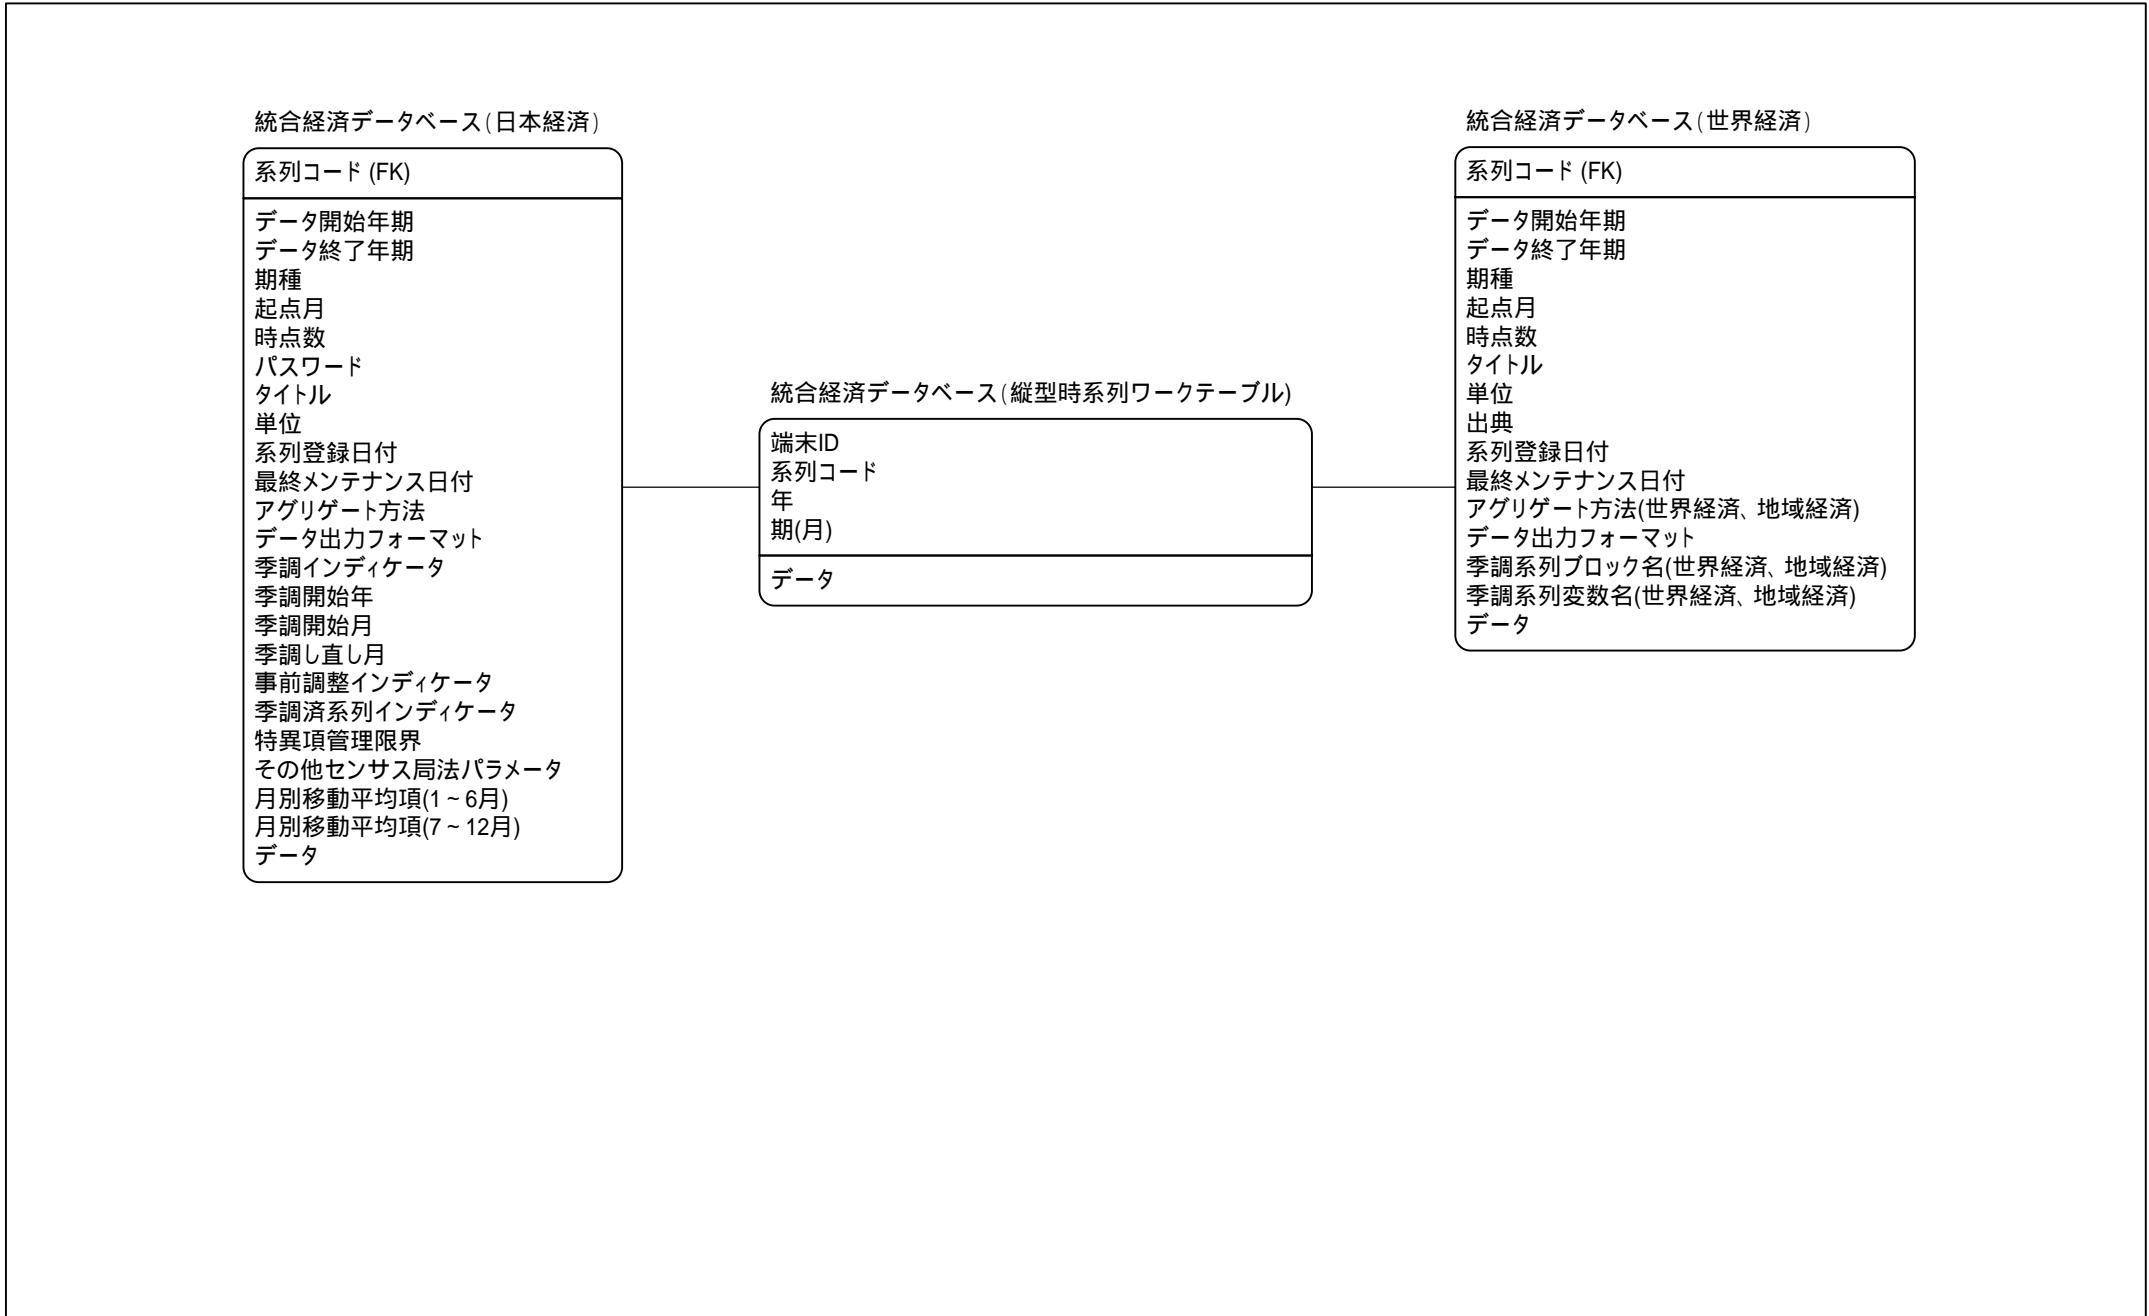 統合経済データベース(日本経済)
系列コード (FK)
データ開始年期
データ終了年期
期種
起点月
時点数
パスワード
タイトル
単位
系列登録日付
最終メンテナンス日付
アグリゲート方法
データ出力フォーマット
季調インディケータ
季調開始年
季調開始月
季調し直し月
事前調整インディケータ
季調済系列インディケータ
特異項管理限界
その他センサス局法パラメータ
月別移動平均項(1～6月)
月別移動平均項(7～12月)
データ
統合経済データベース(縦型時系列ワークテーブル)
端末ID
系列コード
年
期(月)
データ
統合経済データベース(世界経済)
系列コード (FK)
データ開始年期
データ終了年期
期種
起点月
時点数
タイトル
単位
出典
系列登録日付
最終メンテナンス日付
アグリゲート方法(世界経済、地域経済)
データ出力フォーマット
季調系列ブロック名(世界経済、地域経済)
季調系列変数名(世界経済、地域経済)
データ